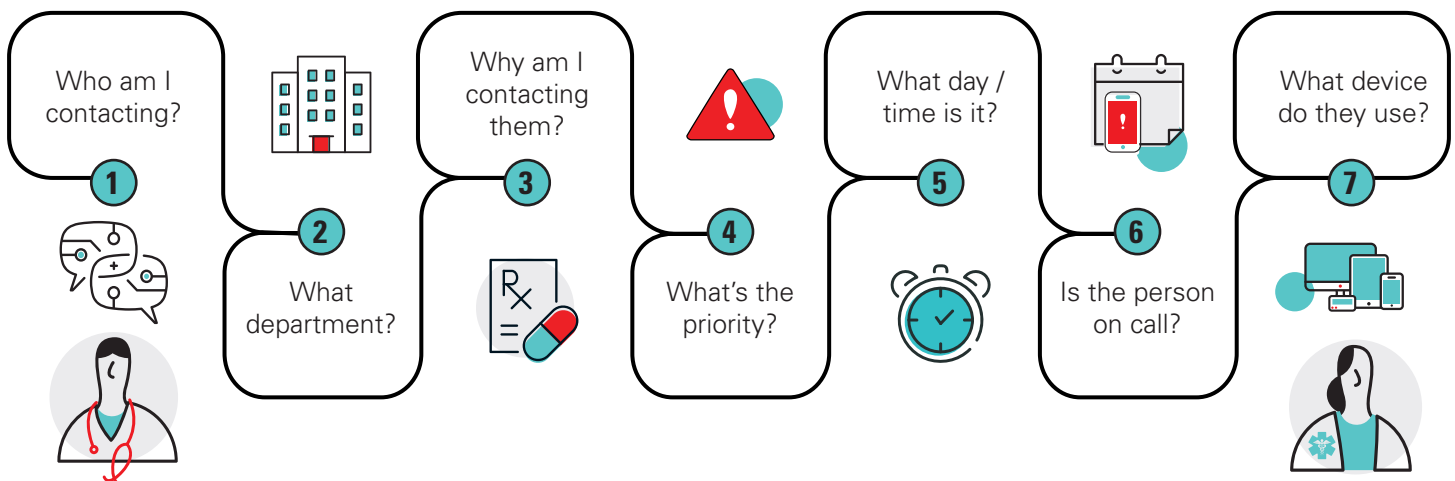 Who am I
contacting?
1
2
What
department?
Why am I
contacting
them?
3
Rx
4
What's the
priority?
What day /
time is it?
5
6
Is the person
on call?
What device
do they use?
7